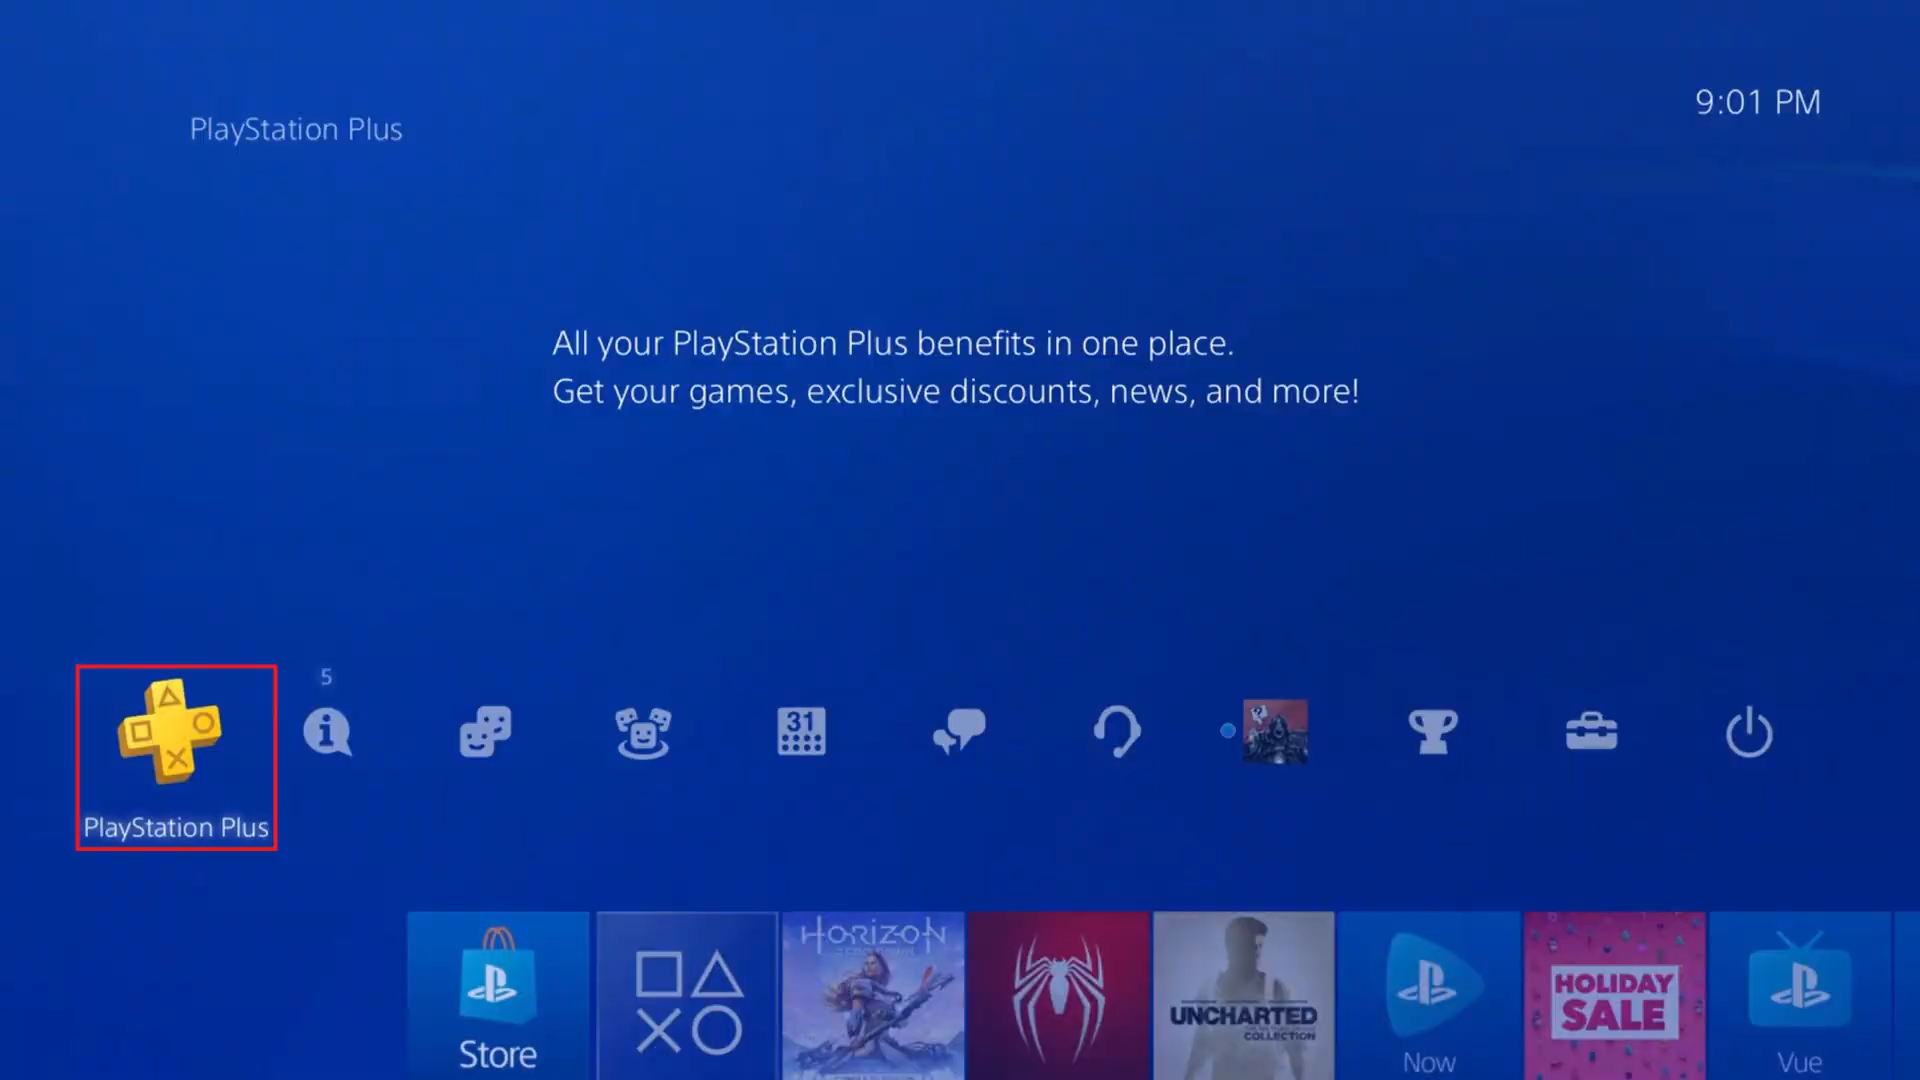 PlayStation Plus
9:01 PM
All your PlayStation Plus benefits in one place.
Get your games, exclusive discounts, news, and more!
5
31
PlayStation Plus
Store
HORIZON
UNCHARTED
COLLECTION
Now
HOLIDAY
SALE
Vue